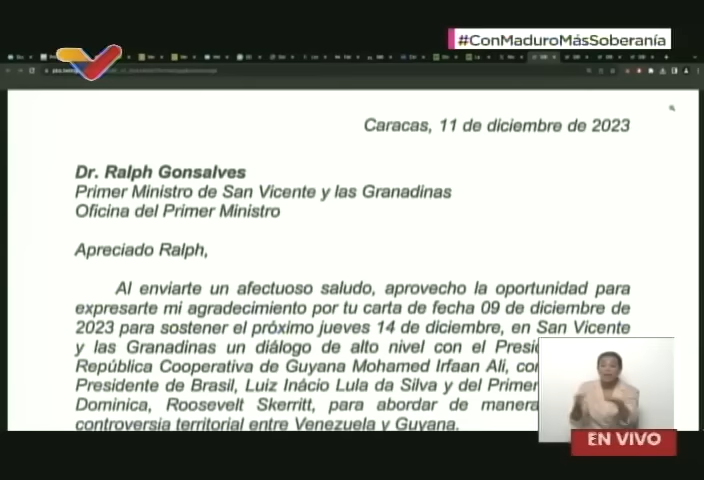 #ConMaduroMásSoberanía
Caracas, 11 de diciembre de 2023
Dr. Ralph Gonsalves
Primer Ministro de San Vicente y las Granadinas
Oficina del Primer Ministro
Apreciado Ralph,
Al enviarte un afectuoso saludo, aprovecho la oportunidad para
expresarte mi agradecimiento por tu carta de fecha 09 de diciembre de
2023 para sostener el próximo jueves 14 de diciembre, en San Vicente
y las Granadinas un diálogo de alto nivel con el
República Cooperativa de Guyana Mohamed Irfaan Ali,
Presidente de Brasil, Luiz Inácio Lula da Silva y del Primer
Dominica, Roosevelt Skerritt, para abordar de manera
controversia territorial entre Venezuela y Guyana.
EN VIVO